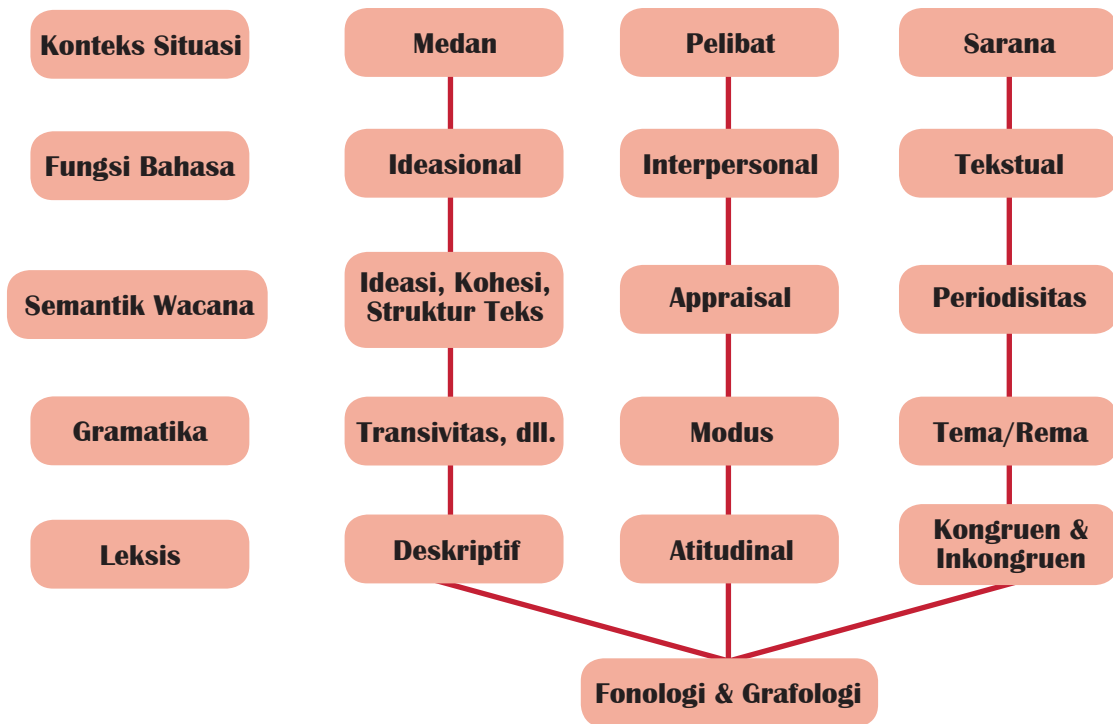 Konteks Situasi
Medan
Pelibat
Sarana
Fungsi Bahasa
Ideasional
Interpersonal
Tekstual
Semantik Wacana
Ideasi, Kohesi,
Struktur Teks
Appraisal
Periodisitas
Gramatika
Transivitas, dll.
Modus
Tema/Rema
Leksis
Deskriptif
Atitudinal
Kongruen &
Inkongruen
Fonologi & Grafologi